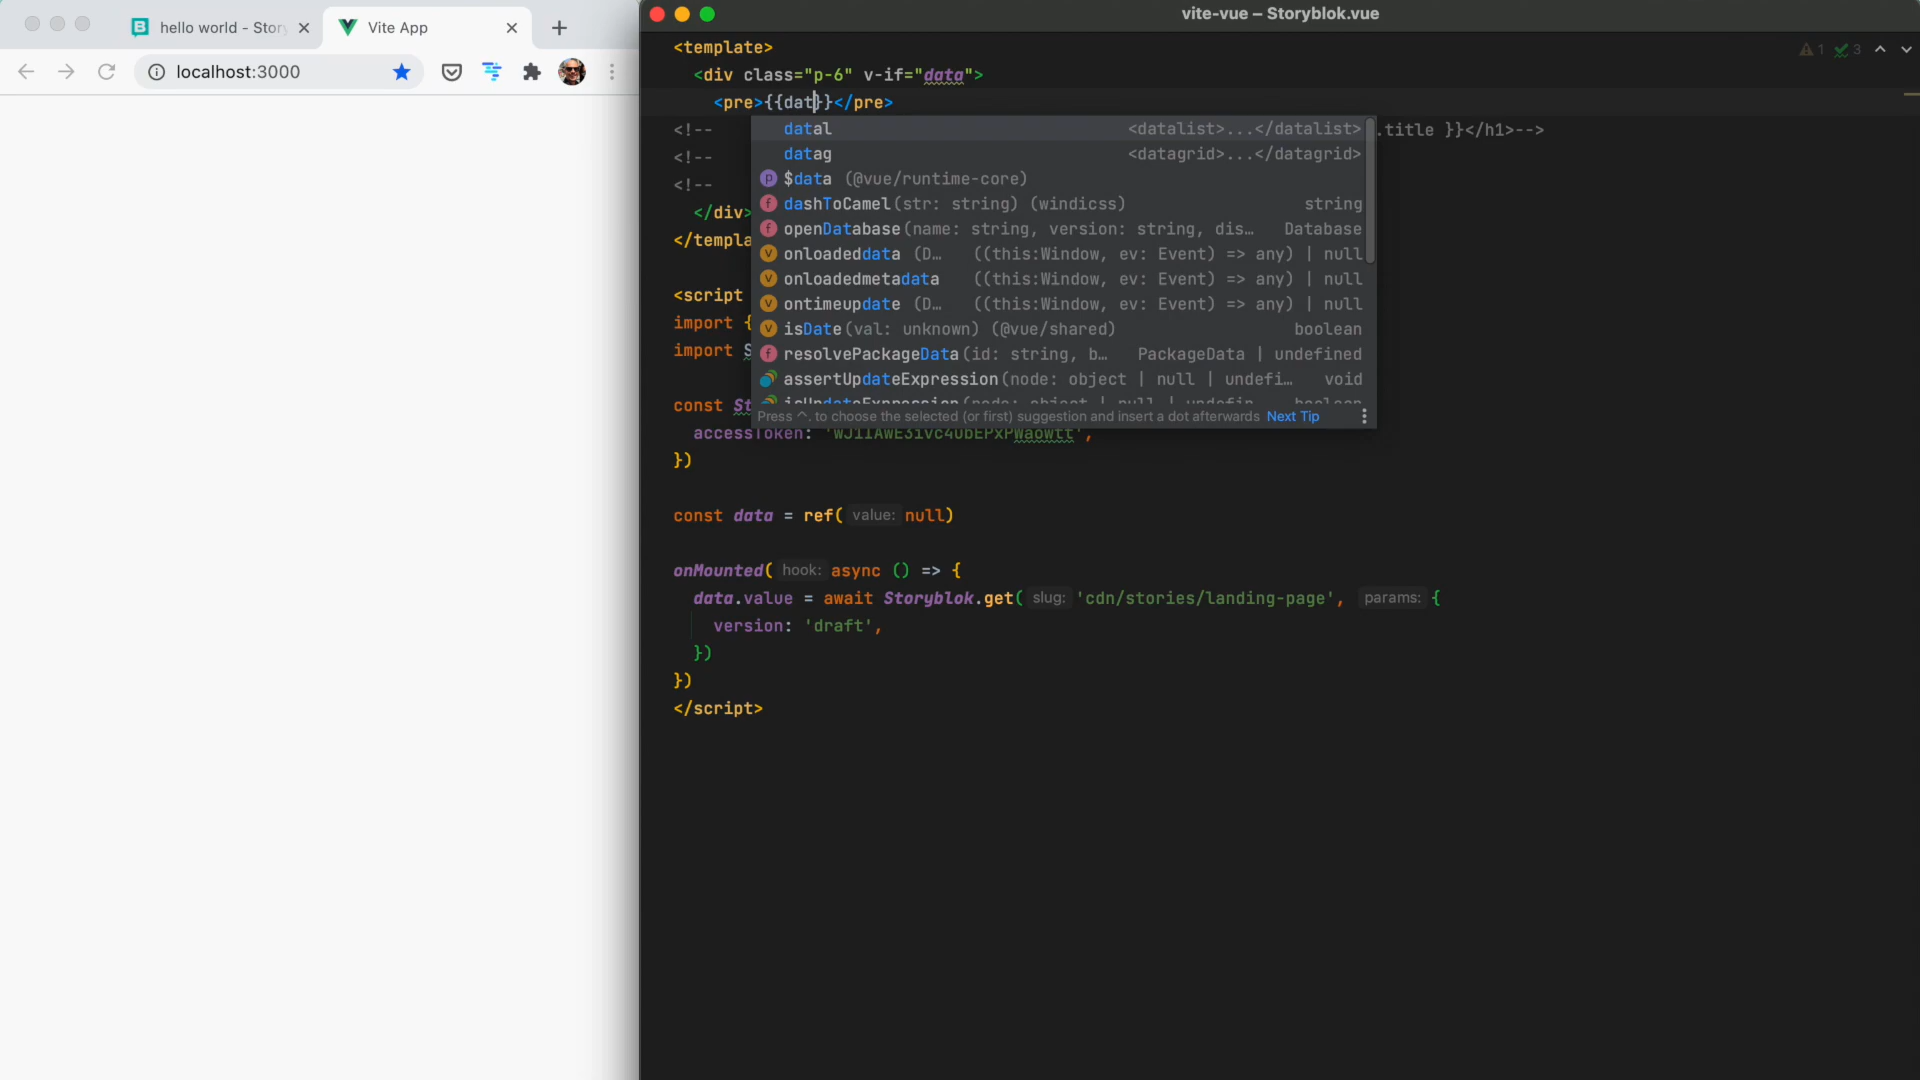 hello world - Stor
Vite App
localhost:3000
vite-vue – Storyblok.vue
1 3
<template>
<div class="p-6" v-if="data">
<pre>{{dat}}</pre>
<!-- .title }}</h1>-->
<!--
<!--
</div>
</templa
datal <datalist>...</datalist>
datag <datagrid>...</datagrid>
p $data (@vue/runtime-core)
f dashToCamel(str: string) (windicss) string
f openDatabase(name: string, version: string, dis… Database
V onloadeddata (D… ((this:Window, ev: Event) => any) | null
V onloadedmetadata ((this:Window, ev: Event) => any) | null
V ontimeupdate (D… ((this:Window, ev: Event) => any) | null
V isDate(val: unknown) (@vue/shared) boolean
f resolvePackageData(id: string, b… PackageData | undefined
assertUpdateExpression(node: object | null | undefi… void
Press ^. to choose the selected (or first) suggestion and insert a dot afterwards Next Tip
<script
import {
import S
const St
accessToken:
})
const data = ref( value: null)
onMounted( hook: async () => {
data.value = await Storyblok.get( slug: 'cdn/stories/landing-page', params: {
version: 'draft',
})
})
</script>